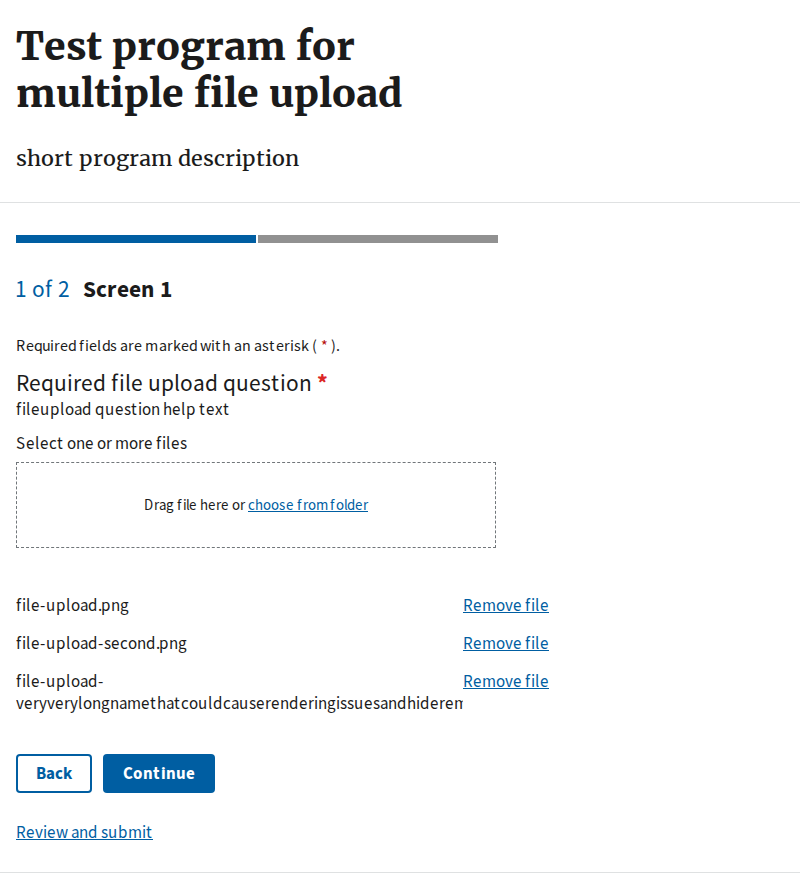 Test program for
multiple file upload
short program description
1 of 2 Screen 1
Required fields are marked with an asterisk ( * ).
Required file upload question *
fileupload question help text
Select one or more files
Drag file here or choose from folder
file-upload.png Remove file
file-upload-second.png Remove file
file-upload- Remove file
veryverylongnamethatcouldcauserenderingissuesandhiderem
Back Continue
Review and submit